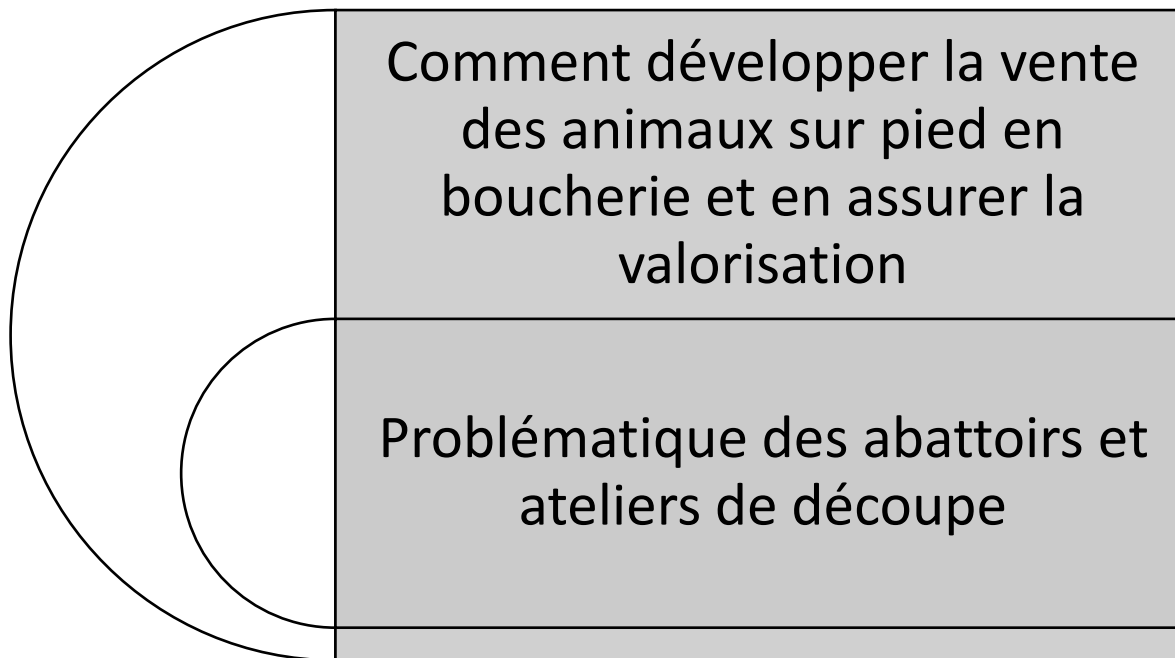 Comment développer la vente
des animaux sur pied en
boucherie et en assurer la
valorisation
Problématique des abattoirs et
ateliers de découpe